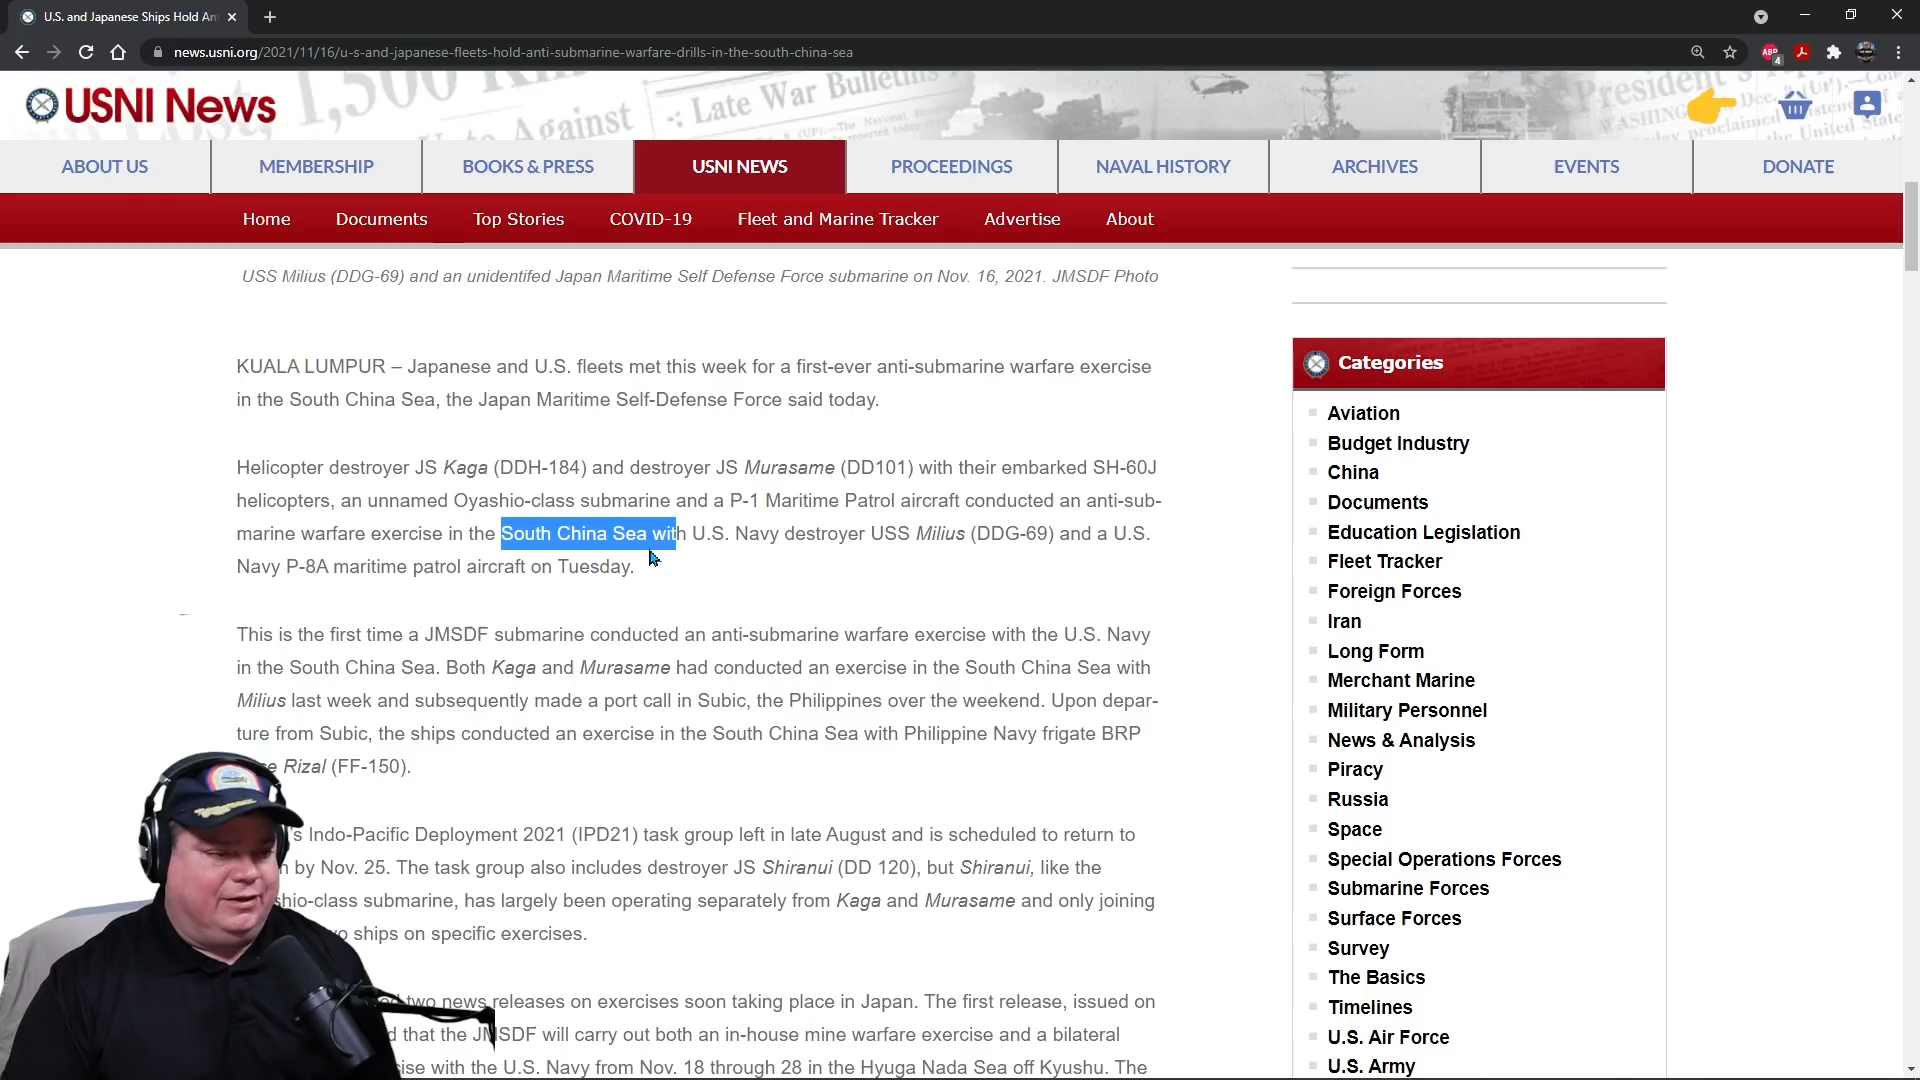 U.S. and Japanese Ships Hold An
news.usni.org/2021/11/16/u-s-and-japanese-fleets-hold-anti-submarine-warfare-drills-in-the-south-china-sea
ABP
4
1,500
Late War Bulletins
Against
President's
WASHING
Dec.
proclaimed
United State
USNI News
ABOUT US
MEMBERSHIP
BOOKS & PRESS
USNI NEWS
PROCEEDINGS
NAVAL HISTORY
ARCHIVES
EVENTS
DONATE
Home
Documents
Top Stories
COVID-19
Fleet and Marine Tracker
Advertise
About
USS Milius (DDG-69) and an unidentifed Japan Maritime Self Defense Force submarine on Nov. 16, 2021. JMSDF Photo
KUALA LUMPUR – Japanese and U.S. fleets met this week for a first-ever anti-submarine warfare exercise
in the South China Sea, the Japan Maritime Self-Defense Force said today.
Helicopter destroyer JS Kaga (DDH-184) and destroyer JS Murasame (DD101) with their embarked SH-60J
helicopters, an unnamed Oyashio-class submarine and a P-1 Maritime Patrol aircraft conducted an anti-sub-
marine warfare exercise in the South China Sea with U.S. Navy destroyer USS Milius (DDG-69) and a U.S.
Navy P-8A maritime patrol aircraft on Tuesday.
This is the first time a JMSDF submarine conducted an anti-submarine warfare exercise with the U.S. Navy
in the South China Sea. Both Kaga and Murasame had conducted an exercise in the South China Sea with
Milius last week and subsequently made a port call in Subic, the Philippines over the weekend. Upon depar-
ture from Subic, the ships conducted an exercise in the South China Sea with Philippine Navy frigate BRP
Rizal (FF-150).
's Indo-Pacific Deployment 2021 (IPD21) task group left in late August and is scheduled to return to
by Nov. 25. The task group also includes destroyer JS Shiranui (DD 120), but Shiranui, like the
shio-class submarine, has largely been operating separately from Kaga and Murasame and only joining
ships on specific exercises.
two news releases on exercises soon taking place in Japan. The first release, issued on
that the JMSDF will carry out both an in-house mine warfare exercise and a bilateral
ise with the U.S. Navy from Nov. 18 through 28 in the Hyuga Nada Sea off Kyushu. The
Categories
Aviation
Budget Industry
China
Documents
Education Legislation
Fleet Tracker
Foreign Forces
Iran
Long Form
Merchant Marine
Military Personnel
News & Analysis
Piracy
Russia
Space
Special Operations Forces
Submarine Forces
Surface Forces
Survey
The Basics
Timelines
U.S. Air Force
U.S. Army